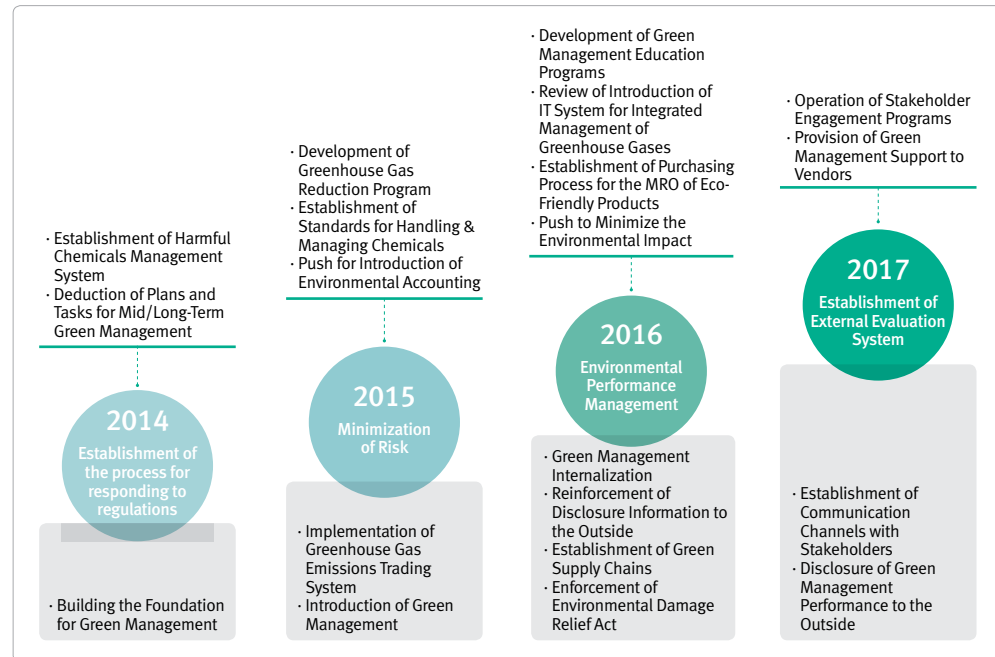 · Establishment of Harmful
Chemicals Management
System
· Deduction of Plans and
Tasks for Mid/Long-Term
Green Management
2014
Establishment of
the process for
responding to
regulations
· Building the Foundation
for Green Management
· Development of
Greenhouse Gas
Reduction Program
· Establishment of
Standards for Handling &
Managing Chemicals
· Push for Introduction of
Environmental Accounting
2015
Minimization
of Risk
· Implementation of
Greenhouse Gas
Emissions Trading
System
· Introduction of Green
Management
· Development of Green
Management Education
Programs
· Review of Introduction of
IT System for Integrated
Management of
Greenhouse Gases
· Establishment of Purchasing
Process for the MRO of Eco-
Friendly Products
· Push to Minimize the
Environmental Impact
2016
Environmental
Performance
Management
· Green Management
Internalization
· Reinforcement of
Disclosure Information to
the Outside
· Establishment of Green
Supply Chains
· Enforcement of
Environmental Damage
Relief Act
· Operation of Stakeholder
Engagement Programs
· Provision of Green
Management Support to
Vendors
2017
Establishment of
External Evaluation
System
· Establishment of
Communication
Channels with
Stakeholders
· Disclosure of Green
Management
Performance to the
Outside